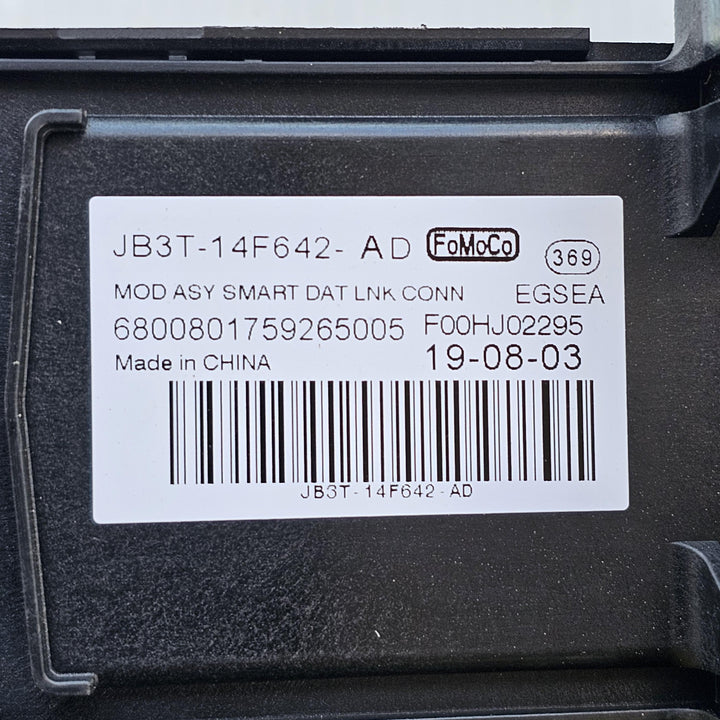 JB3T-14F642- AD FoMoCo 369
MOD ASY SMART DAT LNK CONN EGSEA
6800801759265005 F00HJ02295
Made in CHINA 19-08-03
JB3T-14F642-AD